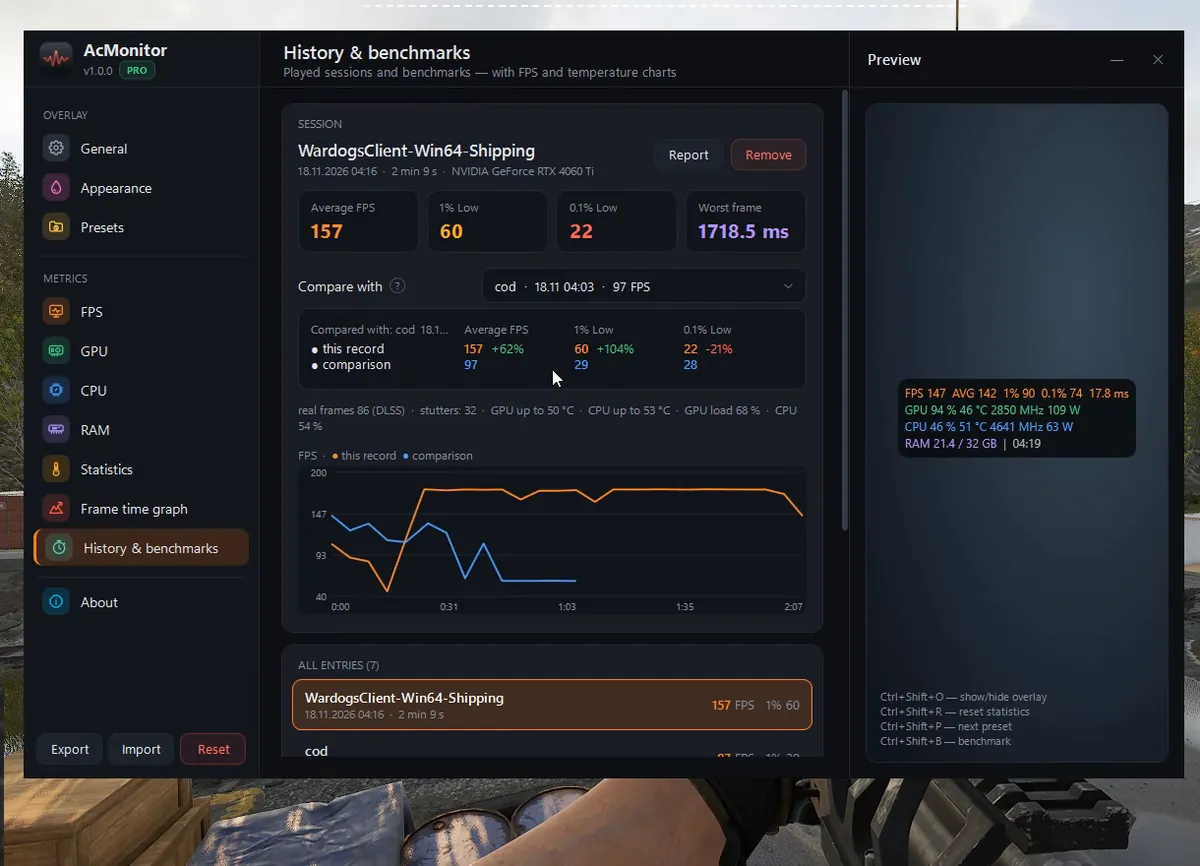 AcMonitor
v1.0.0 PRO
OVERLAY
General
Appearance
Presets
METRICS
FPS
GPU
CPU
RAM
Statistics
Frame time graph
History & benchmarks
About
Export Import Reset
History & benchmarks
Played sessions and benchmarks — with FPS and temperature charts
SESSION
WardogsClient-Win64-Shipping
18.11.2026 04:16 · 2 min 9 s · NVIDIA GeForce RTX 4060 Ti
Report Remove
Average FPS 1% Low 0.1% Low Worst frame
157 60 22 1718.5 ms
Compare with ? cod · 18.11 04:03 · 97 FPS
Compared with: cod 18.1... Average FPS 1% Low 0.1% Low
● this record 157 +62% 60 +104% 22 -21%
● comparison 97 29 28
real frames 86 (DLSS) · stutters: 32 · GPU up to 50 °C · CPU up to 53 °C · GPU load 68 % · CPU
54 %
FPS · ● this record ● comparison
200
147
93
40
0:00 0:31 1:03 1:35 2:07
ALL ENTRIES (7)
WardogsClient-Win64-Shipping
18.11.2026 04:16 · 2 min 9 s
157 FPS 1% 60
cod
97 FPS 1% 29
Preview
FPS 147 AVG 142 1% 90 0.1% 74 17.8 ms
GPU 94 % 46 °C 2850 MHz 109 W
CPU 46 % 51 °C 4641 MHz 63 W
RAM 21.4 / 32 GB | 04:19
Ctrl+Shift+O — show/hide overlay
Ctrl+Shift+R — reset statistics
Ctrl+Shift+P — next preset
Ctrl+Shift+B — benchmark